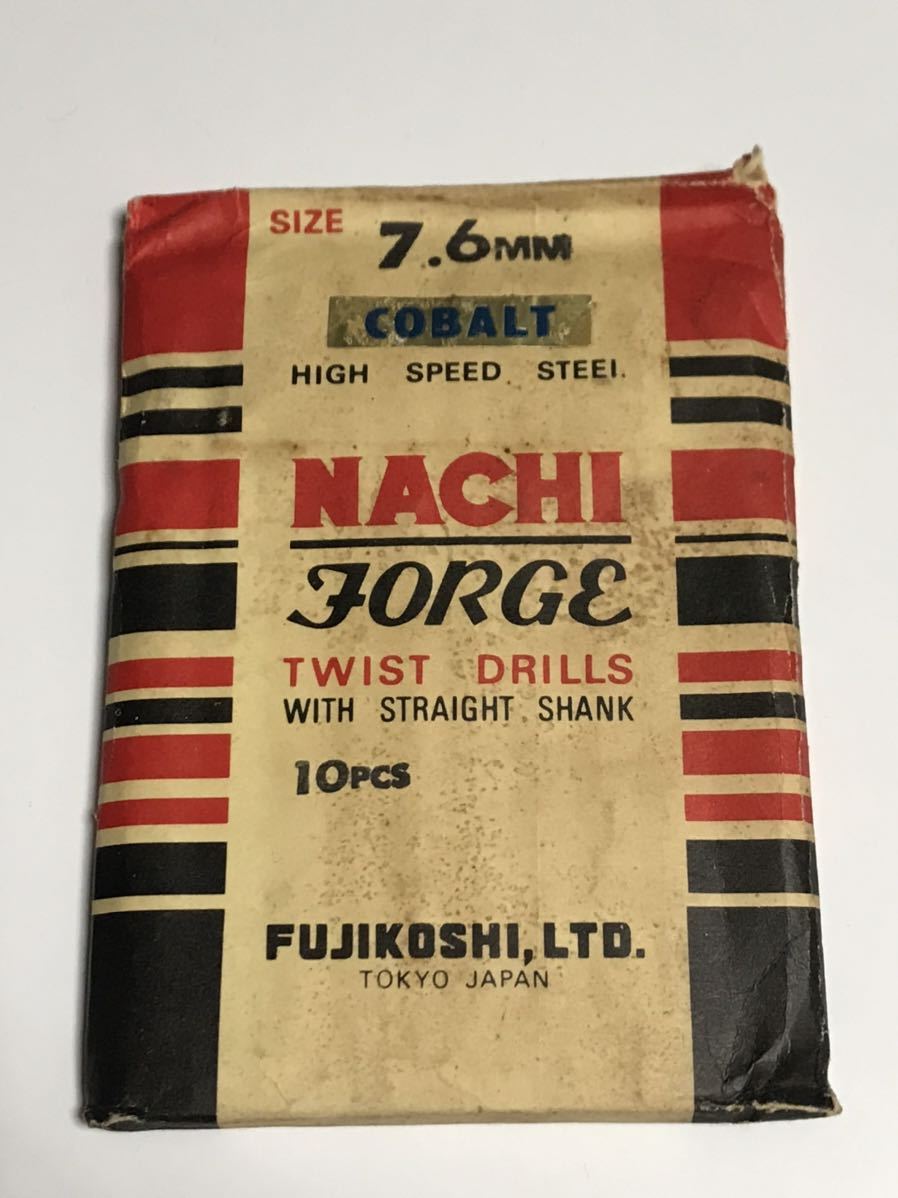 SIZE 7.6MM
COBALT
HIGH SPEED STEEL
NACHI
FORGE
TWIST DRILLS
WITH STRAIGHT SHANK
10PCS
FUJIKOSHI, LTD.
TOKYO JAPAN